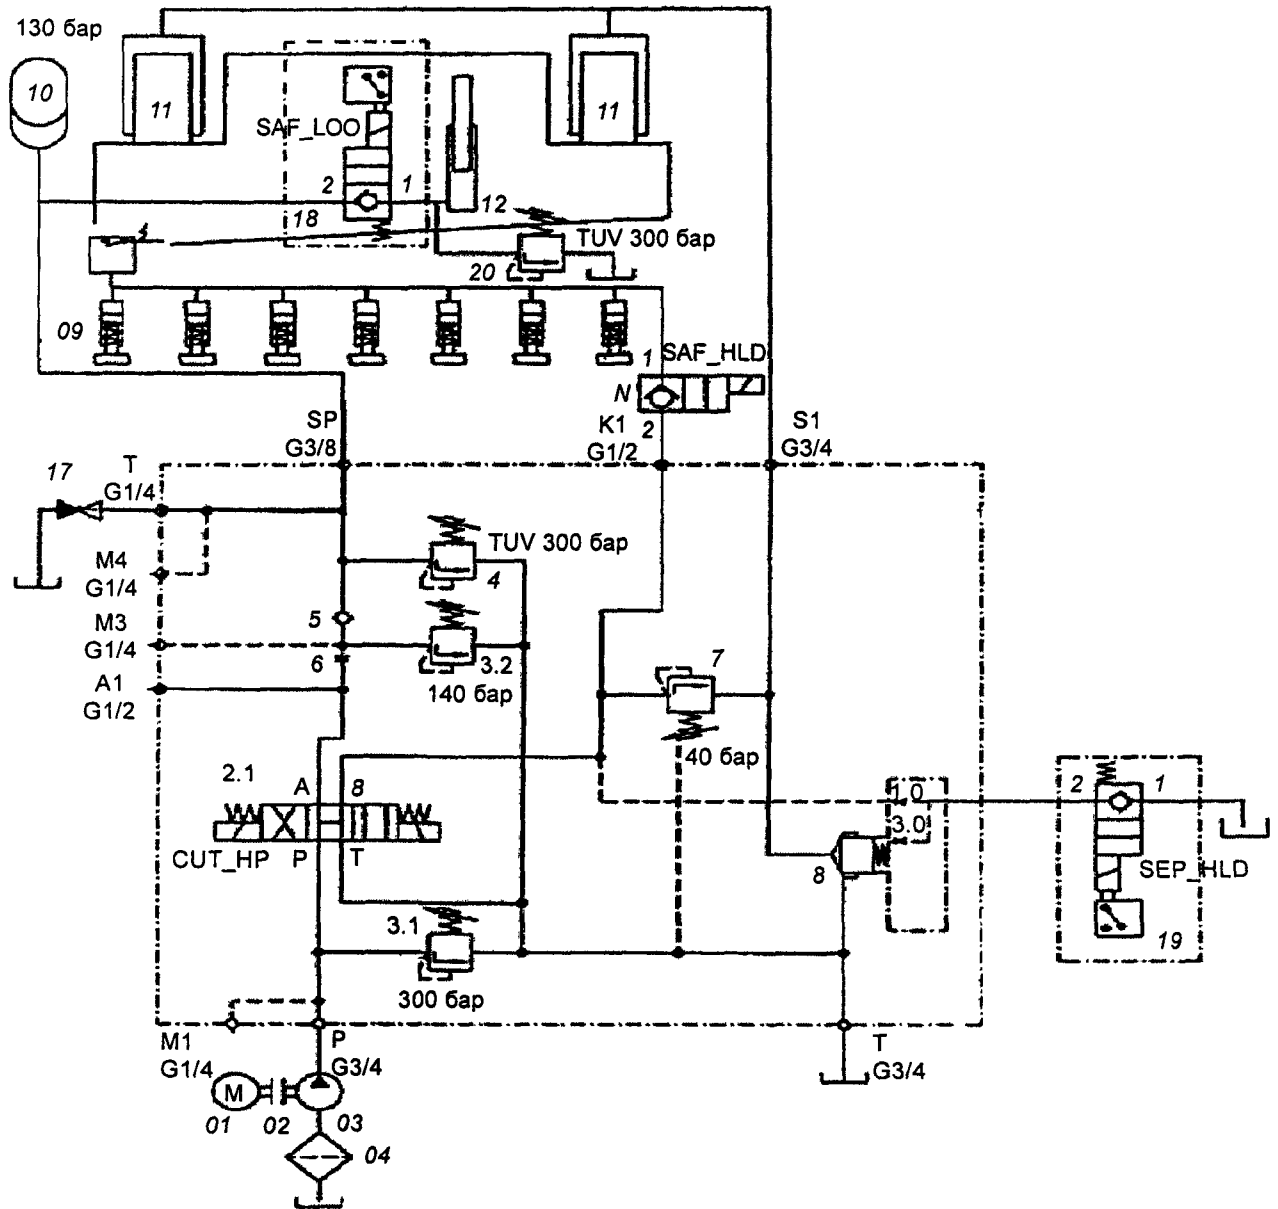 130 бар
10
11
11
SAF_LOO
2
1
18
12
TUV 300 бар
20
09
1
SAF_HLD
N
SP
G3/8
K1
G1/2
2
S1
G3/4
17
T
G1/4
TUV 300 бар
4
M4
G1/4
M3
G1/4
5
6
3.2
140 бар
A1
G1/2
7
40 бар
2.1
A
8
CUT_HP
P
T
1.0
3.0
8
2
1
SEP_HLD
19
3.1
300 бар
M1
G1/4
P
G3/4
T
G3/4
M
01
02
03
04